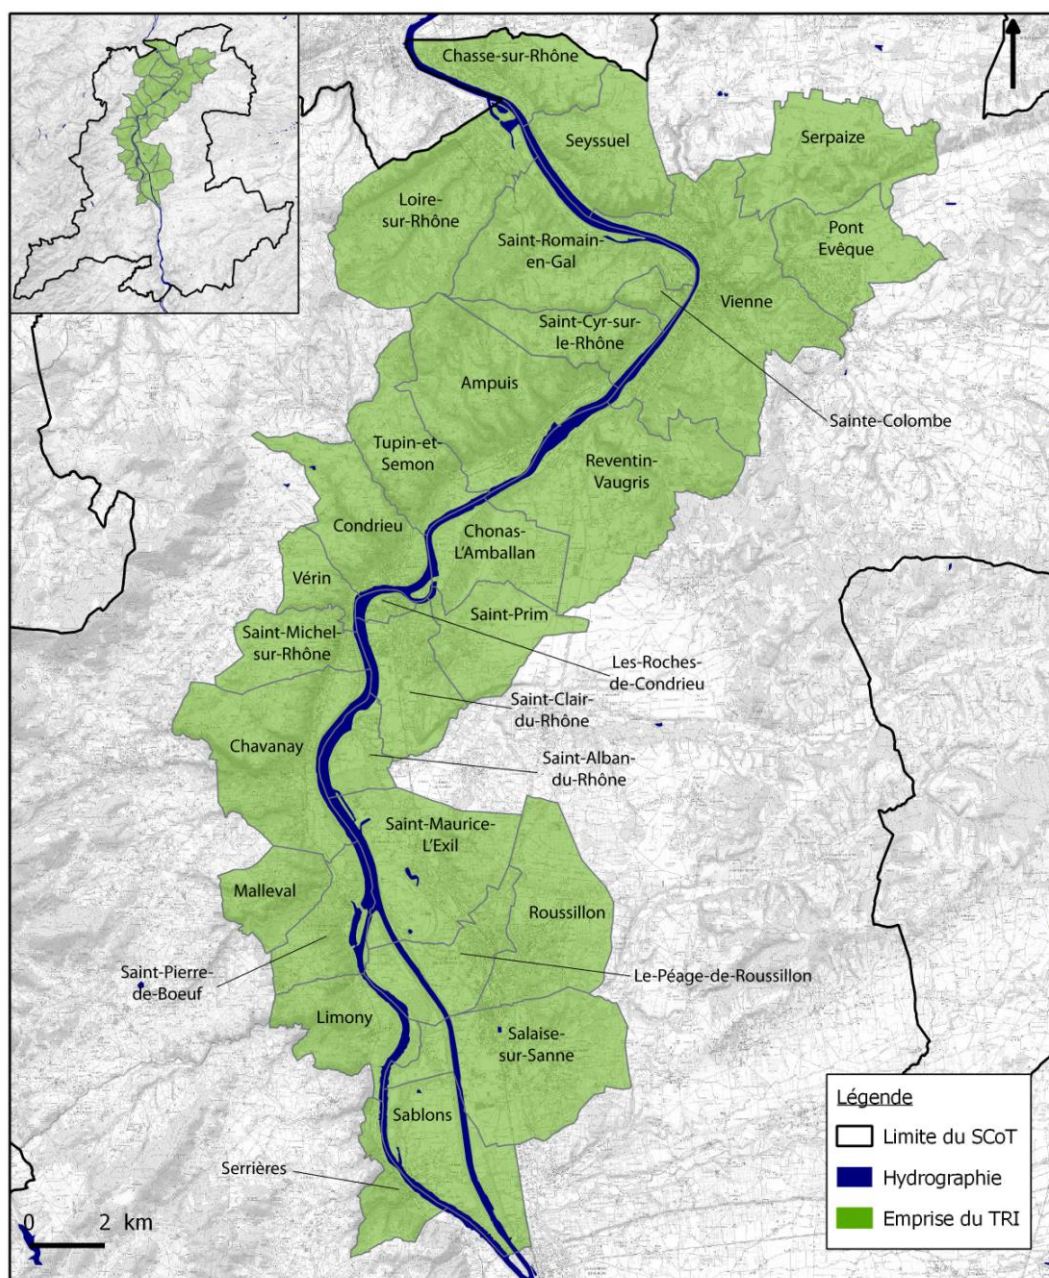 Chasse-sur-Rhône
Seyssuel
Serpaize
Loire-
sur-Rhône
Saint-Romain-
en-Gal
Pont
Evêque
Vienne
Saint-Cyr-sur-
le-Rhône
Ampuis
Sainte-Colombe
Tupin-et-
Semon
Reventin-
Vaugris
Condrieu
Chonas-
L'Amballan
Vérin
Saint-Prim
Saint-Michel-
sur-Rhône
Les-Roches-
de-Condrieu
Saint-Clair-
du-Rhône
Chavanay
Saint-Alban-
du-Rhône
Saint-Maurice-
L'Exil
Malleval
Roussillon
Saint-Pierre-
de-Boeuf
Le-Péage-de-Roussillon
Limony
Salaise-
sur-Sanne
Sablons
Serrières
0 2 km
Légende
Limite du SCoT
Hydrographie
Emprise du TRI